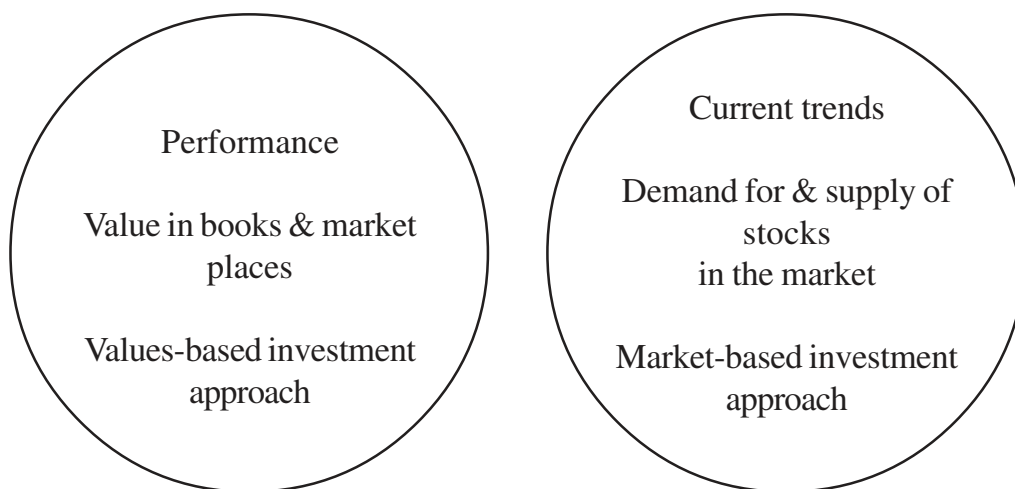 Performance
Value in books & market
places
Values-based investment
approach
Current trends
Demand for & supply of
stocks
in the market
Market-based investment
approach